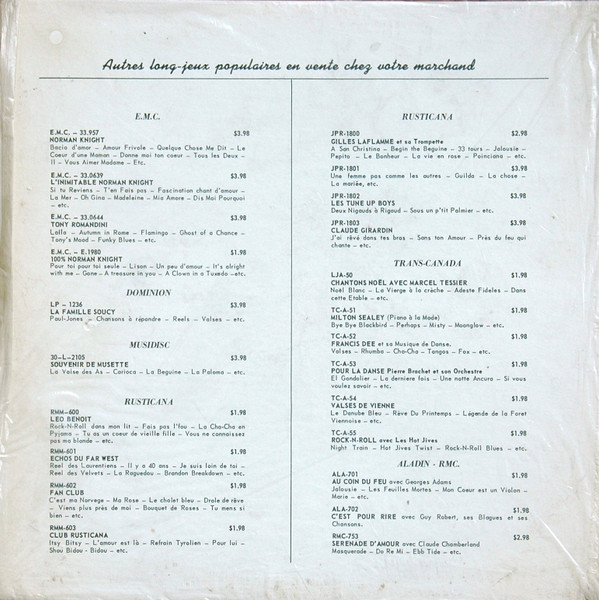 Autres long-jeux populaires en vente chez votre marchand
E.M.C.
E.M.C. – 33.957 $3.98
NORMAN KNIGHT
Bacio d'amor – Amour Frivole – Quelque Chose Me Dit – Le
Coeur d'une Maman – Donne moi ton coeur – Tous les Deux –
Il – Vous Aimer Madame – Etc.
E.M.C. – 33.0639 $3.98
L'INIMITABLE NORMAN KNIGHT
Si tu Reviens – T'en Fais pas – Fascination chant d'amour –
La Mer – Oh Gino – Madeleine – Mia Amore – Dis Moi Pourquoi
– etc.
E.M.C. – 33.0644 $3.98
TONY ROMANDINI
Lolla – Autumn in Rome – Flamingo – Ghost of a Chance –
Tony's Mood – Funky Blues – etc.
E.M.C. – E.1980 $1.98
100% NORMAN KNIGHT
Pour toi pour toi seule – Lison – Un peu d'amour – It's alright
with me – Gone – A treasure in you – A Clown in a Tuxedo –etc.
DOMINION
LP – 1236 $3.98
LA FAMILLE SOUCY
Paul-Jones – Chansons à répondre – Reels – Valses – etc.
MUSIDISC
30–L–2105 $3.98
SOUVENIR DE MUSETTE
La Valse des As – Carioca – La Beguine – La Paloma – etc.
RUSTICANA
RMM–600 $1.98
LEO BENOIT
Rock-N-Roll dans mon lit – Fais pas l'fou – La Cha-Cha en
Pyjama – Tu as un coeur de vieille fille – Vous ne connaissez
pas ma blonde – etc.
RMM–601 $1.98
ECHOS DU FAR WEST
Reel des Laurentiens – Il y a 40 ans – Je suis loin de toi –
Reel des Velvets – La Raguedou – Brandon Breakdown – etc.
RMM–602 $1.98
FAN CLUB
C'est ma Norvege – Ma Rose – Le chalet bleu – Drole de rêve
– Viens plus près de moi – Bouquet de Roses – Tu mens si
bien – etc.
RMM–603 $1.98
CLUB RUSTICANA
Itsy Bitsy – L'amour est là – Refrain Tyrolien – Pour lui –
Shou Bidou - Bidou – etc.
RUSTICANA
JPR-1800 $2.98
GILLES LAFLAMME et sa Trompette
A San Christina – Begin the Beguine – 33 tours – Jalousie –
Pepito – Le Bonheur – La vie en rose – Poinciana – etc.
JPR-1801 $3.98
Une femme pas comme les autres – Guilda – La chose –
La mariée, etc.
JPR–1802 $3.98
LES TUNE UP BOYS
Deux Nigauds à Rigaud – Sous un p'tit Palmier – etc.
JPR–1803 $3.98
CLAUDE GIRARDIN
J'ai rêvé dans tes bras – Sans ton Amour – Près du feu qui
chante – etc.
TRANS-CANADA
LJA-50 $1.98
CHANTONS NOËL AVEC MARCEL TESSIER
Noël Blanc – La Vierge à la crèche – Adeste Fideles – Dans
cette Etable – etc.
TC-A-51 $1.98
MILTON SEALEY (Piano à la Mode)
Bye Bye Blackbird – Perhaps – Misty – Moonglow – etc.
TC-A-52 $1.98
FRANCIS DEE et sa Musique de Danse.
Valses – Rhumba – Cha-Cha – Tangos – Fox – etc.
TC-A-53 $1.98
POUR LA DANSE Pierre Brochet et son Orchestre
El Gondolier – La derniere fois – Une notte Ancura – Si vous
voulez savoir – etc.
TC-A-54 $1.98
VALSES DE VIENNE
Le Danube Bleu – Rêve Du Printemps – Légende de la Foret
Viennoise – etc.
TC-A-55 $1.98
ROCK-N-ROLL avec Les Hot Jives
Night Train – Hot Jives Twist – Rock-N-Roll Blues – etc.
ALADIN - RMC.
ALA-701 $1.98
AU COIN DU FEU avec Georges Adams
Jalousie – Les Feuilles Mortes – Mon Coeur est un Violon –
Marie – etc.
ALA-702 $1.98
C'EST POUR RIRE avec Guy Robert, ses Blagues et ses
Chansons.
RMC-753 $2.98
SERENADE D'AMOUR avec Claude Chamberland
Masquerade – Do Re Mi – Ebb Tide – etc.